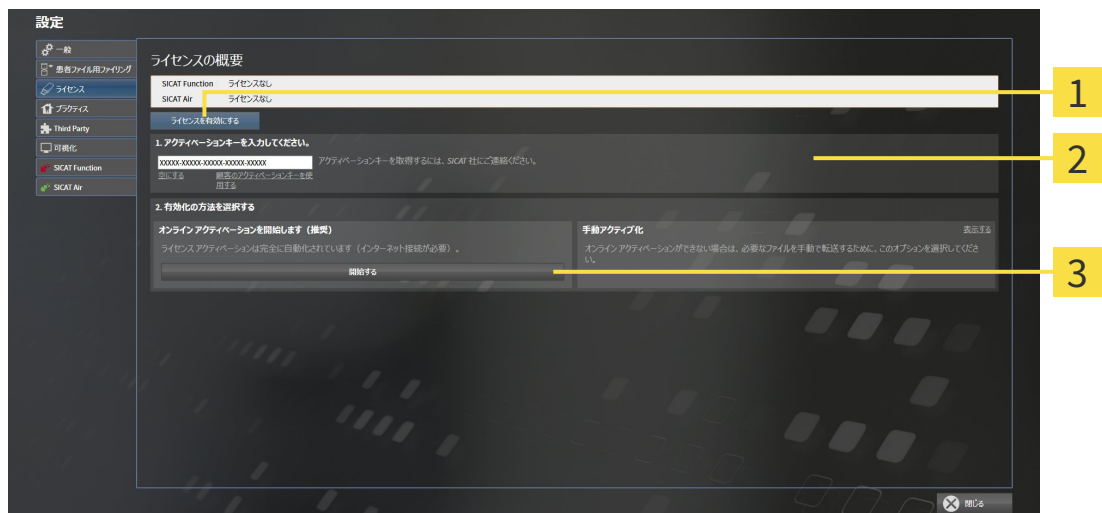 設定
一般
患者ファイル用ファイリング
ライセンス
プラクティス
Third Party
可視化
SICAT Function
SICAT Air
ライセンスの概要
SICAT Function ライセンスなし
SICAT Air ライセンスなし
ライセンスを有効にする
1. アクティベーションキーを入力してください。
XXXXX-XXXXX-XXXXX-XXXXX-XXXXX
アクティベーションキーを取得するには、SICAT 社にご連絡ください。
空にする
顧客のアクティベーションキーを使
用する
2. 有効化の方法を選択する
オンライン アクティベーションを開始します（推奨）
ライセンス アクティベーションは完全に自動化されています（インターネット接続が必要）。
開始する
手動アクティブ化
表示する
オンライン アクティベーションができない場合は、必要なファイルを手動で転送するために、このオプションを選択してくださ
い。
閉じる
1
2
3